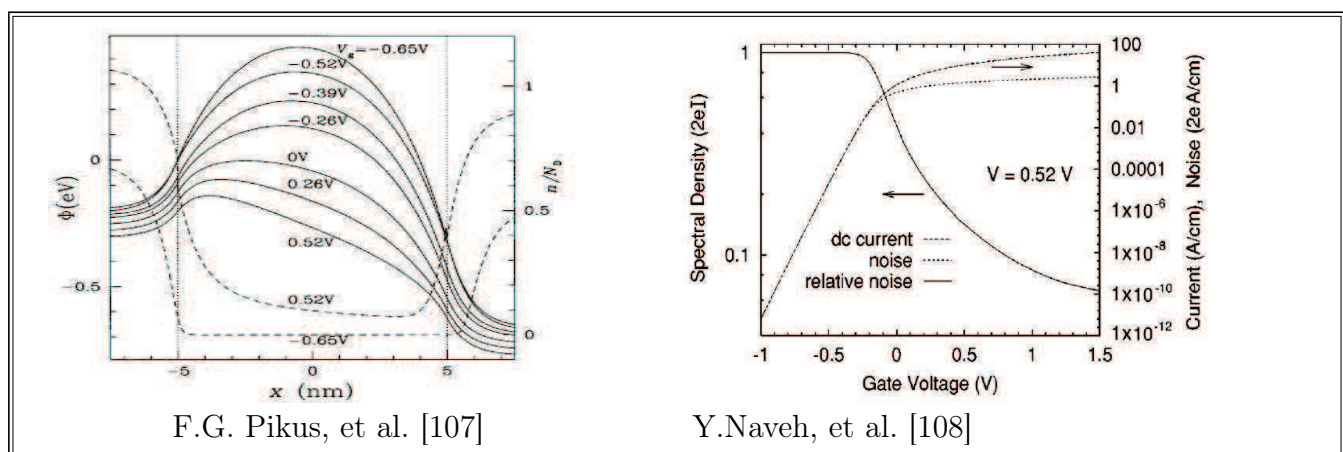 V_g=−0.65V
−0.52V
−0.39V
−0.26V
0V
0.26V
0.52V
0.52V
−0.65V
Φ(eV)
0
−0.5
1
0.5
0
n/N_D
−5
0
5
x (nm)
F.G. Pikus, et al. [107]
Spectral Density (2eI)
1
0.1
100
1
0.01
0.0001
1x10^-6
1x10^-8
1x10^-10
1x10^-12
Current (A/cm), Noise (2eA/cm)
V = 0.52 V
dc current
noise
relative noise
-1
-0.5
0
0.5
1
1.5
Gate Voltage (V)
Y.Naveh, et al. [108]